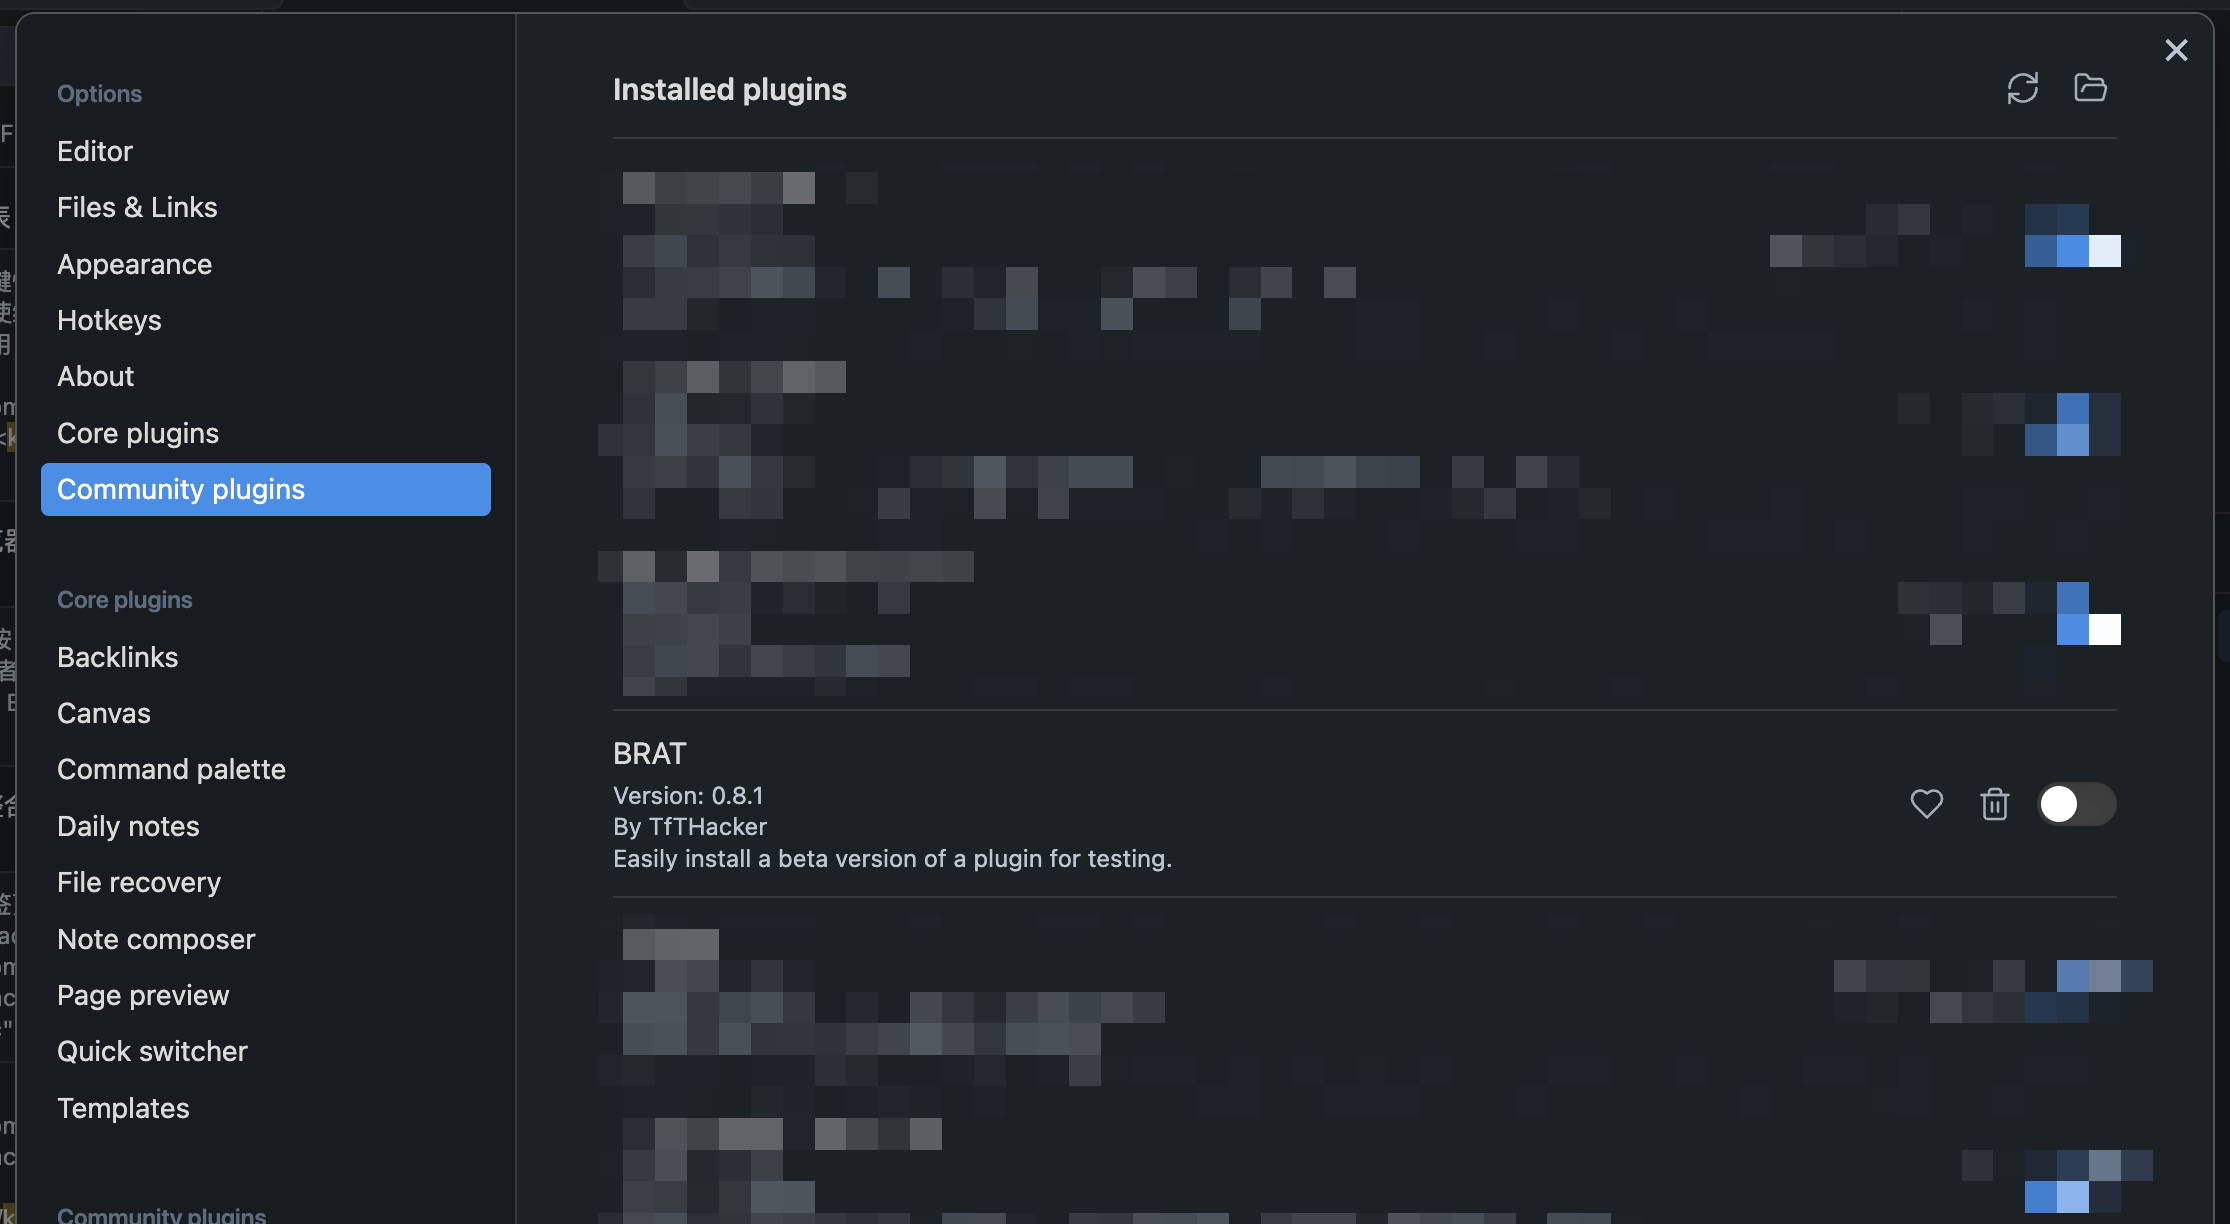 Options
Editor
Files & Links
Appearance
Hotkeys
About
Core plugins
Community plugins
Core plugins
Backlinks
Canvas
Command palette
Daily notes
File recovery
Note composer
Page preview
Quick switcher
Templates
Community plugins
Installed plugins
BRAT
Version: 0.8.1
By TfTHacker
Easily install a beta version of a plugin for testing.